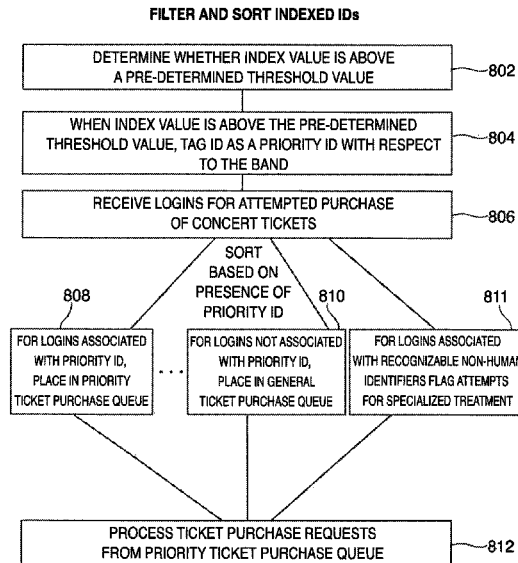 FILTER AND SORT INDEXED IDs
DETERMINE WHETHER INDEX VALUE IS ABOVE
A PRE-DETERMINED THRESHOLD VALUE
802
WHEN INDEX VALUE IS ABOVE THE PRE-DETERMINED
THRESHOLD VALUE, TAG ID AS A PRIORITY ID WITH RESPECT
TO THE BAND
804
RECEIVE LOGINS FOR ATTEMPTED PURCHASE
OF CONCERT TICKETS
806
SORT
BASED ON
PRESENCE OF
PRIORITY ID
808
FOR LOGINS ASSOCIATED
WITH PRIORITY ID,
PLACE IN PRIORITY
TICKET PURCHASE QUEUE
...
810
FOR LOGINS NOT ASSOCIATED
WITH PRIORITY ID,
PLACE IN GENERAL
TICKET PURCHASE QUEUE
811
FOR LOGINS ASSOCIATED
WITH RECOGNIZABLE NON-HUMAN
IDENTIFIERS FLAG ATTEMPTS
FOR SPECIALIZED TREATMENT
PROCESS TICKET PURCHASE REQUESTS
FROM PRIORITY TICKET PURCHASE QUEUE
812